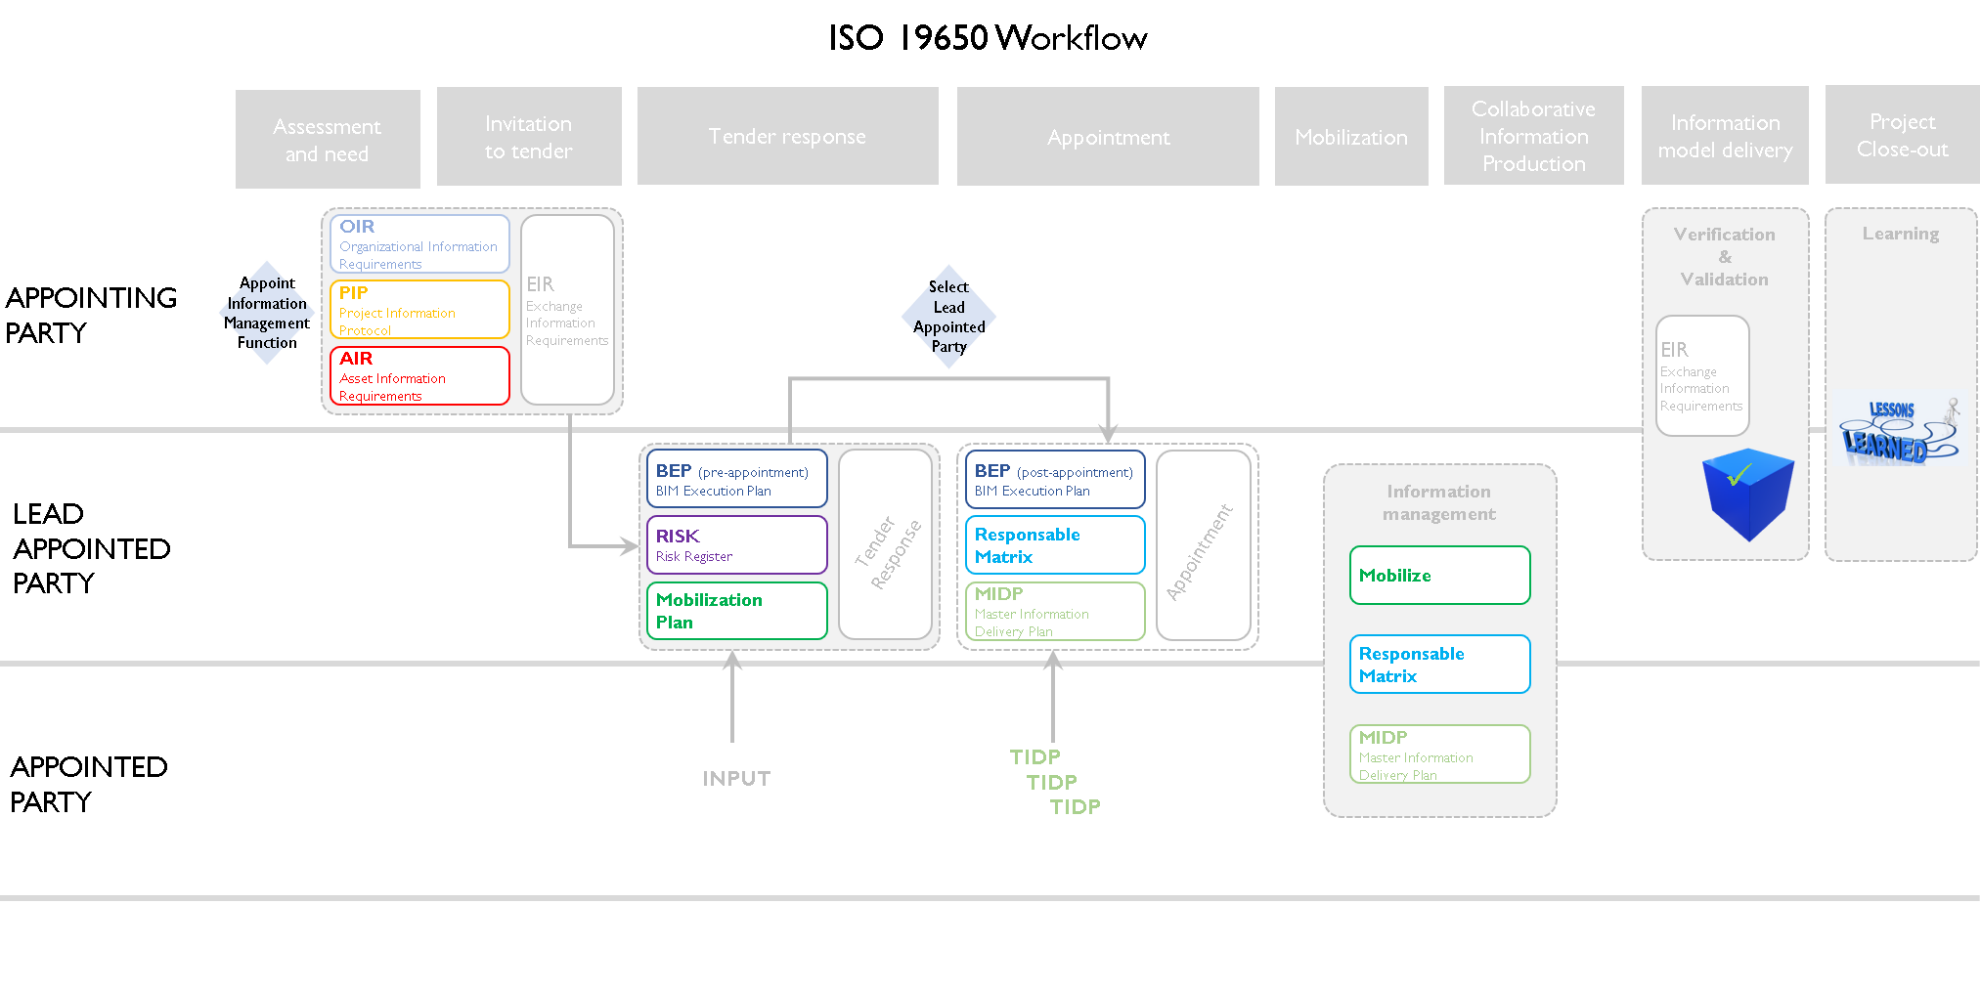 ISO 19650 Workflow
Assessment
and need
Invitation
to tender
Tender response
Appointment
Mobilization
Collaborative
Information
Production
Information
model delivery
Project
Close-out
APPOINTING
PARTY
Appoint
Information
Management
Function
OIR
Organizational Information
Requirements
PIP
Project Information
Protocol
AIR
Asset Information
Requirements
EIR
Exchange
Information
Requirements
Select
Lead
Appointed
Party
Verification
&
Validation
EIR
Exchange
Information
Requirements
Learning
LESSONS
LEARNED
LEAD
APPOINTED
PARTY
BEP (pre-appointment)
BIM Execution Plan
RISK
Risk Register
Mobilization
Plan
Tender
Response
BEP (post-appointment)
BIM Execution Plan
Responsable
Matrix
MIDP
Master Information
Delivery Plan
Appointment
Information
management
Mobilize
Responsable
Matrix
MIDP
Master Information
Delivery Plan
APPOINTED
PARTY
INPUT
TIDP
TIDP
TIDP